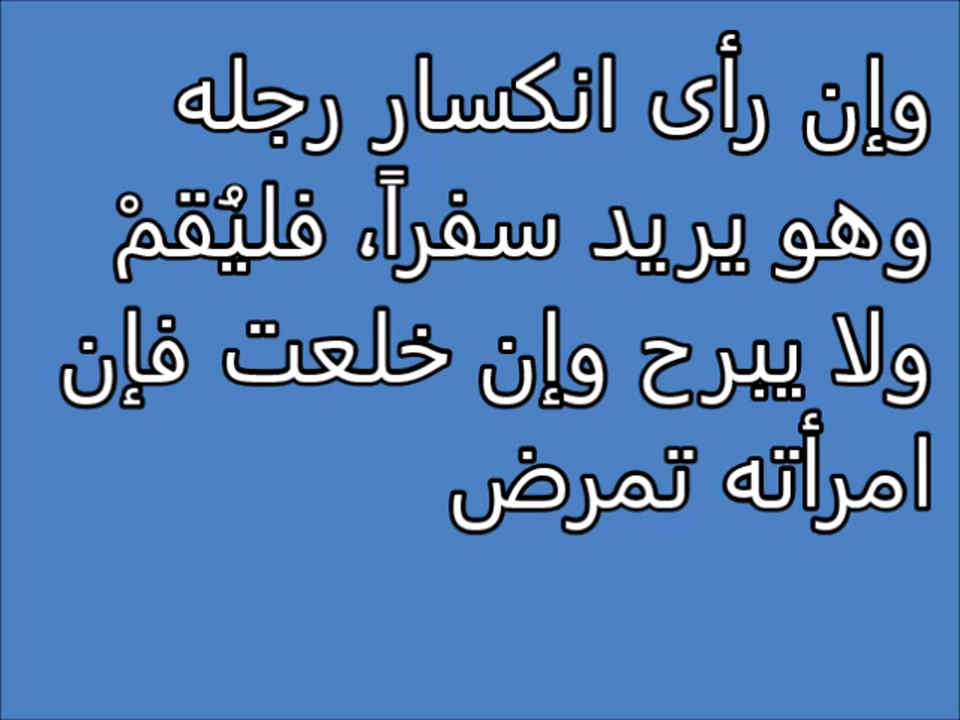 وإن رأى انكسار رجله
وهو يريد سفراً، فليُقمْ
ولا يبرح وإن خلعت فإن
امرأته تمرض